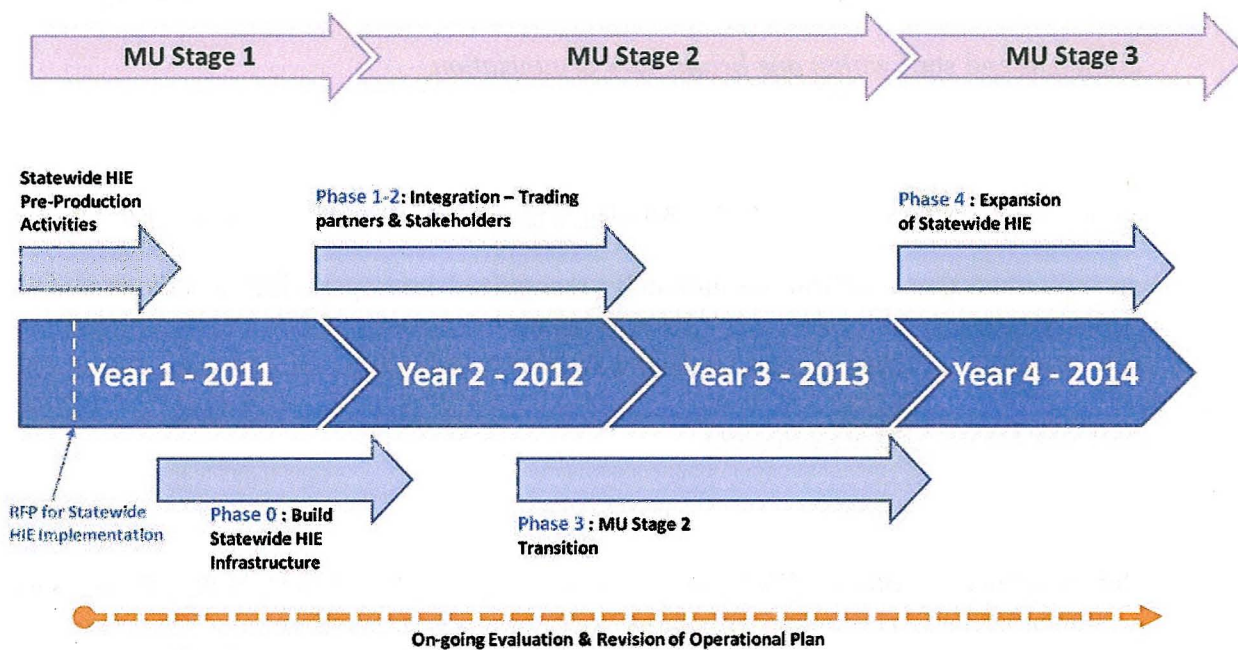 MU Stage 1
MU Stage 2
MU Stage 3
Statewide HIE
Pre-Production
Activities
Phase 1-2: Integration – Trading
partners & Stakeholders
Phase 4 : Expansion
of Statewide HIE
Year 1 - 2011
Year 2 - 2012
Year 3 - 2013
Year 4 - 2014
RFP for Statewide
HIE Implementation
Phase 0 : Build
Statewide HIE
Infrastructure
Phase 3 : MU Stage 2
Transition
On-going Evaluation & Revision of Operational Plan